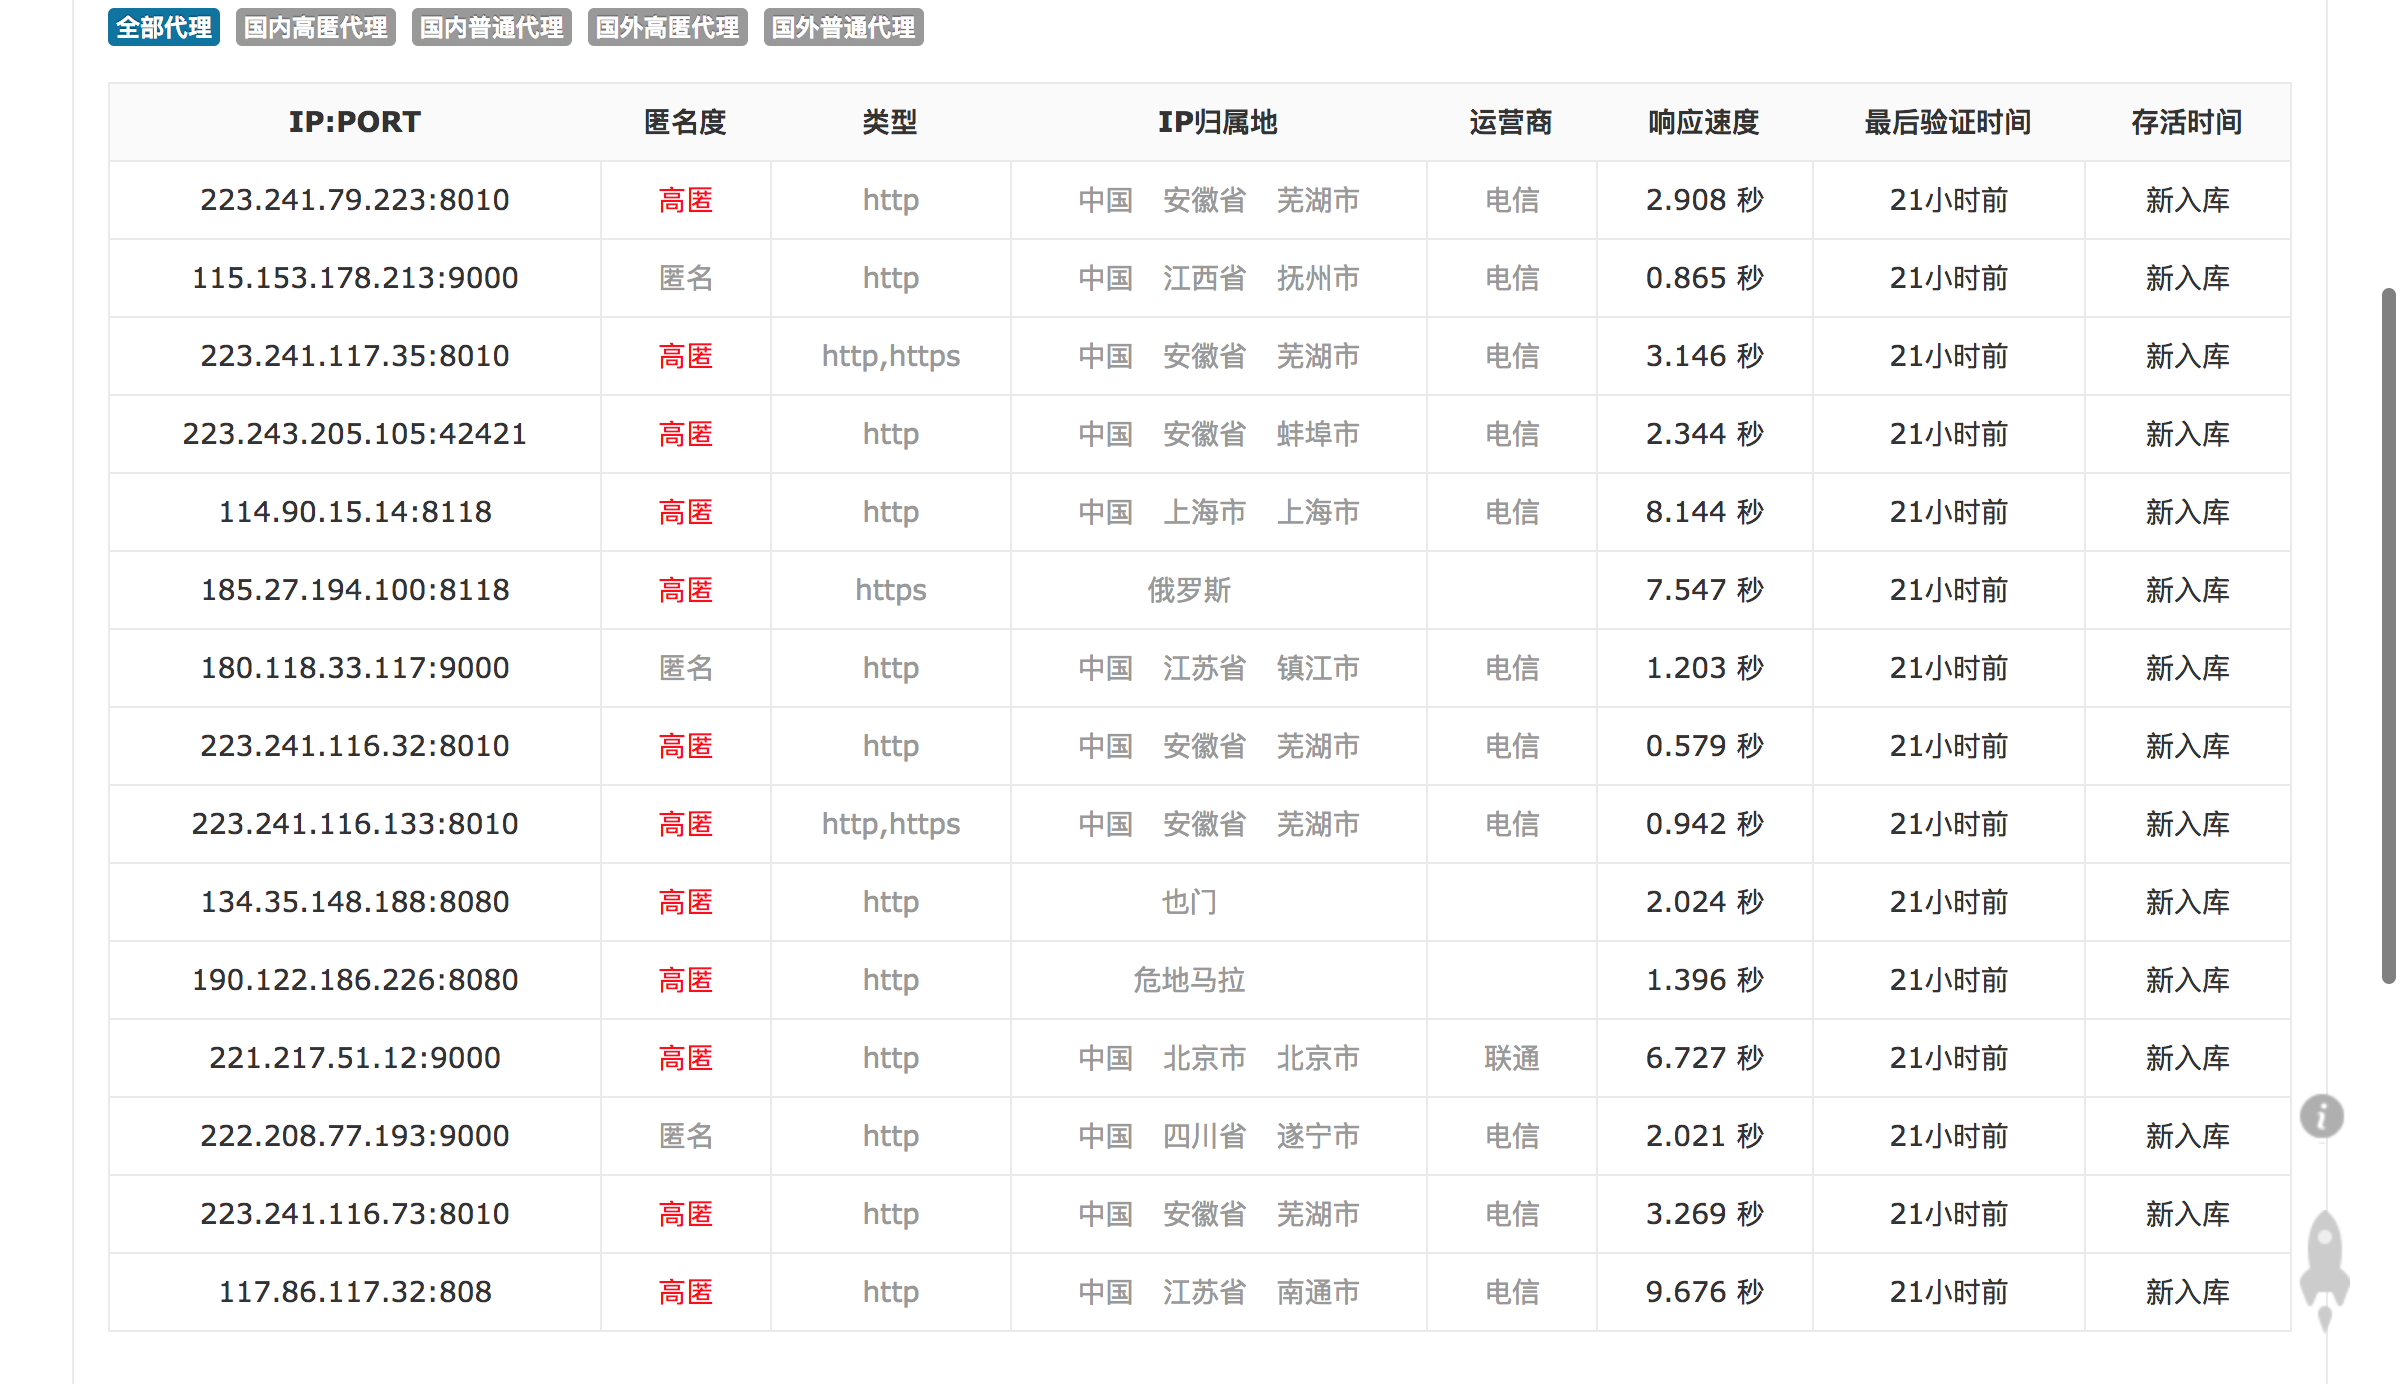 全部代理 国内高匿代理 国内普通代理 国外高匿代理 国外普通代理
IP:PORT 匿名度 类型 IP归属地 运营商 响应速度 最后验证时间 存活时间
223.241.79.223:8010 高匿 http 中国 安徽省 芜湖市 电信 2.908 秒 21小时前 新入库
115.153.178.213:9000 匿名 http 中国 江西省 抚州市 电信 0.865 秒 21小时前 新入库
223.241.117.35:8010 高匿 http,https 中国 安徽省 芜湖市 电信 3.146 秒 21小时前 新入库
223.243.205.105:42421 高匿 http 中国 安徽省 蚌埠市 电信 2.344 秒 21小时前 新入库
114.90.15.14:8118 高匿 http 中国 上海市 上海市 电信 8.144 秒 21小时前 新入库
185.27.194.100:8118 高匿 https 俄罗斯 7.547 秒 21小时前 新入库
180.118.33.117:9000 匿名 http 中国 江苏省 镇江市 电信 1.203 秒 21小时前 新入库
223.241.116.32:8010 高匿 http 中国 安徽省 芜湖市 电信 0.579 秒 21小时前 新入库
223.241.116.133:8010 高匿 http,https 中国 安徽省 芜湖市 电信 0.942 秒 21小时前 新入库
134.35.148.188:8080 高匿 http 也门 2.024 秒 21小时前 新入库
190.122.186.226:8080 高匿 http 危地马拉 1.396 秒 21小时前 新入库
221.217.51.12:9000 高匿 http 中国 北京市 北京市 联通 6.727 秒 21小时前 新入库
222.208.77.193:9000 匿名 http 中国 四川省 遂宁市 电信 2.021 秒 21小时前 新入库
223.241.116.73:8010 高匿 http 中国 安徽省 芜湖市 电信 3.269 秒 21小时前 新入库
117.86.117.32:808 高匿 http 中国 江苏省 南通市 电信 9.676 秒 21小时前 新入库